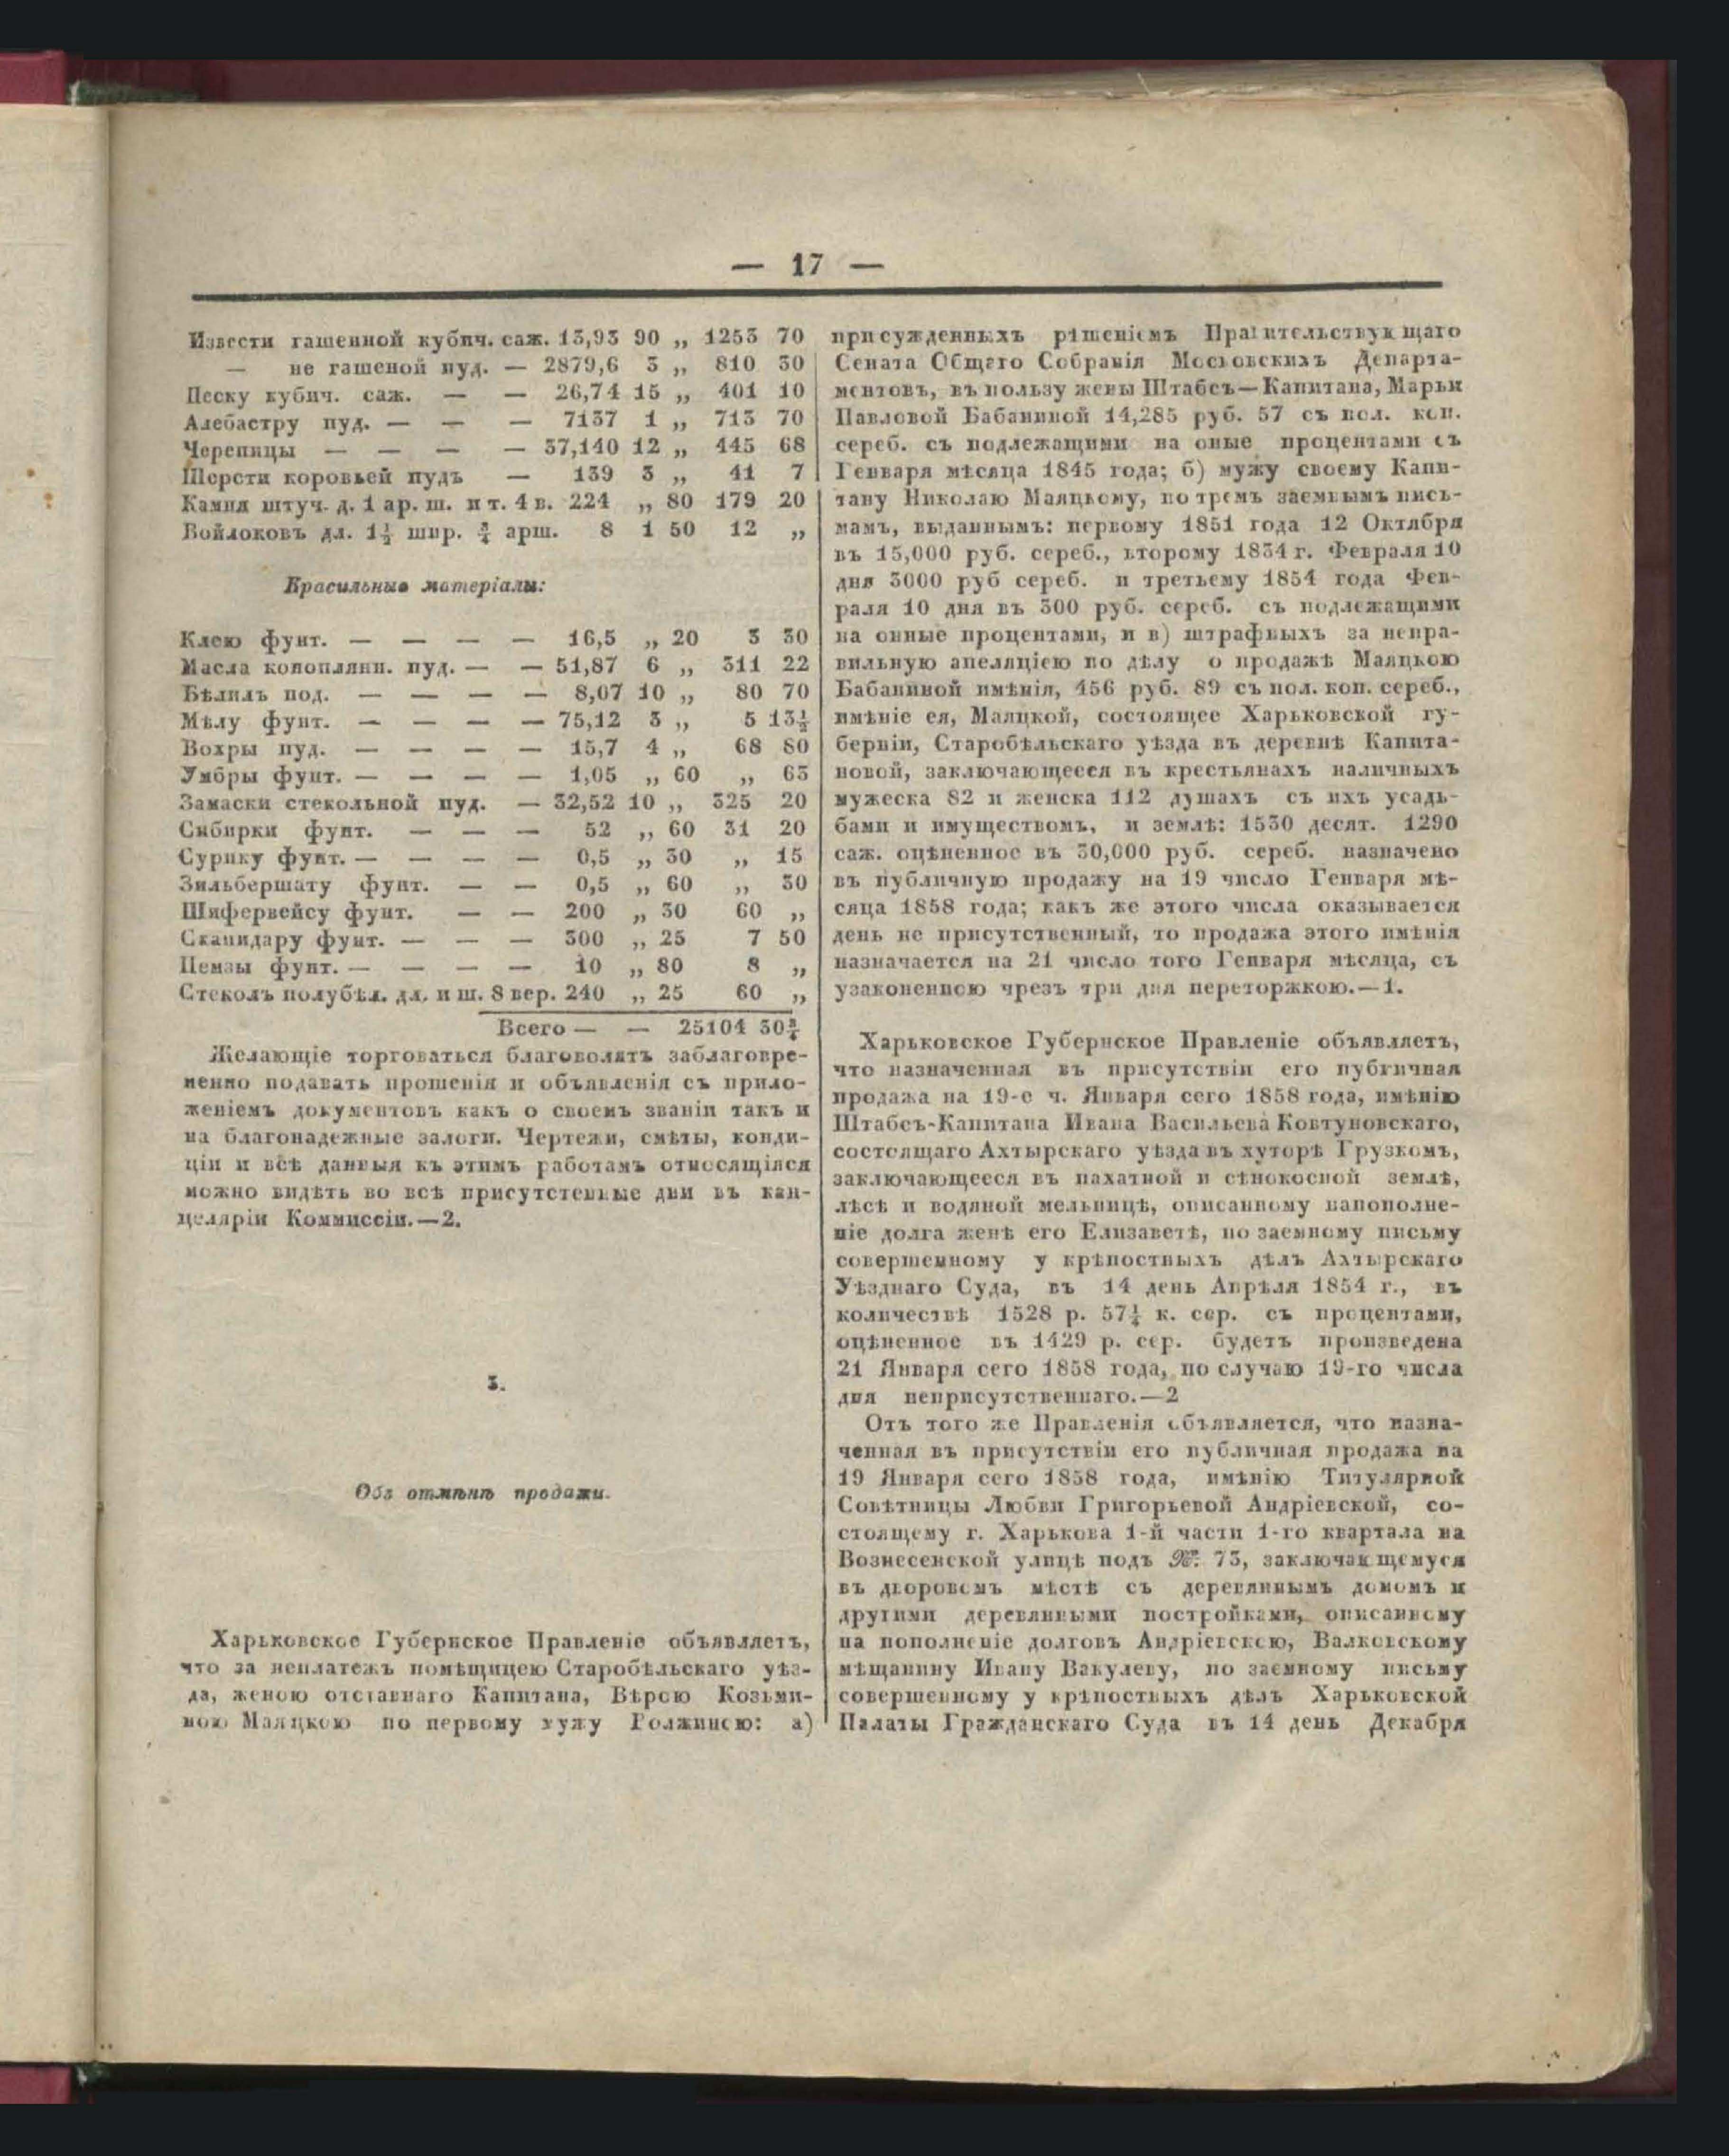 — 17 —
Извести гашенной кубич. саж. 13,93 90 „ 1253 70
— не гашеной пуд. — 2879,6 3 „ 810 30
Песку кубич. саж. — — 26,74 15 „ 401 10
Алебастру пуд. — — — 7137 1 „ 713 70
Черепицы — — — — 37,140 12 „ 445 68
Шерсти коровьей пудъ — 139 3 „ 41 7
Камня штуч. д. 1 ар. ш. и т. 4 в. 224 „ 80 179 20
Войлоковъ дл. 1½ шир. ¾ арш. 8 1 50 12 „
Красильные матеріалы:
Клею фунт. — — — — 16,5 „ 20 3 30
Масла коноплянн. пуд. — — 51,87 6 „ 311 22
Бѣлилъ под. — — — — 8,07 10 „ 80 70
Мѣлу фунт. — — — — 75,12 3 „ 5 13½
Вохры пуд. — — — — 15,7 4 „ 68 80
Умбры фунт. — — — — 1,05 „ 60 „ 63
Замаски стекольной пуд. — 32,52 10 „ 325 20
Сибирки фунт. — — — 52 „ 60 31 20
Сурику фунт. — — — — 0,5 „ 30 „ 15
Зильбершату фунт. — — 0,5 „ 60 „ 30
Шифервейсу фунт. — — 200 „ 30 60 „
Скапидару фунт. — — — 300 „ 25 7 50
Пемзы фунт. — — — — 10 „ 80 8 „
Стеколъ полубѣл. дл. и ш. 8 вер. 240 „ 25 60 „
Всего — — 25104 30¾
Желающіе торговаться благоволятъ заблаговре-
менно подавать прошенія и объявленія съ прило-
женіемъ документовъ какъ о своемъ званіи такъ и
на благонадежные залоги. Чертежи, смѣты, конди-
ціи и всѣ данныя къ этимъ работамъ относящіяся
можно видѣть во всѣ присутственные дни въ кан-
целяріи Коммиссіи.—2.
3.
Объ отмѣнѣ продажи.
Харьковское Губернское Правленіе объявляетъ,
что за неплатежъ помѣщицею Старобѣльскаго уѣз-
да, женою отставнаго Капитана, Вѣрою Козьми-
ною Маяцкою по первому мужу Голжиною: а)
присужденныхъ рѣшеніемъ Правительствующаго
Сената Общаго Собранія Московскихъ Департа-
ментовъ, въ пользу жены Штабсъ—Капитана, Марьи
Павловой Бабаниной 14,285 руб. 57 съ пол. коп.
сереб. съ подлежащими на оные процентами съ
Генваря мѣсяца 1845 года; б) мужу своему Капи-
тану Николаю Маяцкому, по тремъ заемнымъ пись-
мамъ, выданнымъ: первому 1851 года 12 Октября
въ 15,000 руб. сереб., второму 1854 г. Февраля 10
дня 3000 руб сереб. и третьему 1854 года Фев-
раля 10 дня въ 300 руб. сереб. съ подлежащими
на онные процентами, и в) штрафныхъ за непра-
вильную апеляцію по дѣлу о продажѣ Маяцкою
Бабаниной имѣнія, 456 руб. 89 съ пол. коп. сереб.,
имѣніе ея, Маяцкой, состоящее Харьковской гу-
берніи, Старобѣльскаго уѣзда въ деревнѣ Капита-
новой, заключающееся въ крестьянахъ наличныхъ
мужеска 82 и женска 112 душахъ съ ихъ усадь-
бами и имуществомъ, и землѣ: 1530 десят. 1290
саж. оцѣненное въ 30,000 руб. сереб. назначено
въ публичную продажу на 19 число Генваря мѣ-
сяца 1858 года; какъ же этого числа оказывается
день не присутственный, то продажа этого имѣнія
назначается на 21 число того Генваря мѣсяца, съ
узаконенною чрезъ три дня переторжкою.—1.
Харьковское Губернское Правленіе объявляетъ,
что назначенная въ присутствіи его публичная
продажа на 19-е ч. Января сего 1858 года, имѣнію
Штабсъ-Капитана Ивана Васильева Ковтуновскаго,
состоящаго Ахтырскаго уѣзда въ хуторѣ Грузкомъ,
заключающееся въ пахатной и сѣнокосной землѣ,
лѣсѣ и водяной мельницѣ, описанному напополне-
ніе долга женѣ его Елизаветѣ, по заемному письму
совершенному у крѣпостныхъ дѣлъ Ахтырскаго
Уѣзднаго Суда, въ 14 день Апрѣля 1854 г., въ
количествѣ 1528 р. 57¼ к. сер. съ процентами,
оцѣненное въ 1429 р. сер. будетъ произведена
21 Января сего 1858 года, по случаю 19-го числа
дня неприсутственнаго.—2
Отъ того же Правленія объявляется, что назна-
ченная въ присутствіи его публичная продажа на
19 Января сего 1858 года, имѣнію Титулярной
Совѣтницы Любви Григорьевой Андріевской, со-
стоящему г. Харькова 1-й части 1-го квартала на
Вознесенской улицѣ подъ №. 73, заключающемуся
въ дворовомъ мѣстѣ съ деревяннымъ домомъ и
другими деревянными постройками, описанному
на пополненіе долговъ Андріевскою, Валковскому
мѣщанину Ивану Вакулеву, по заемному письму
совершенному у крѣпостныхъ дѣлъ Харьковской
Палаты Гражданскаго Суда въ 14 день Декабря